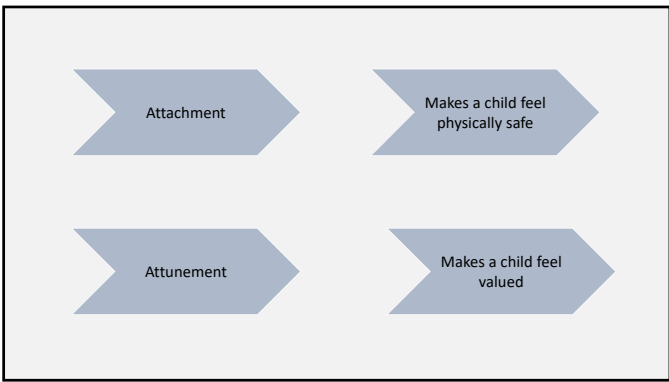 Attachment
Makes a child feel
physically safe
Attunement
Makes a child feel
valued